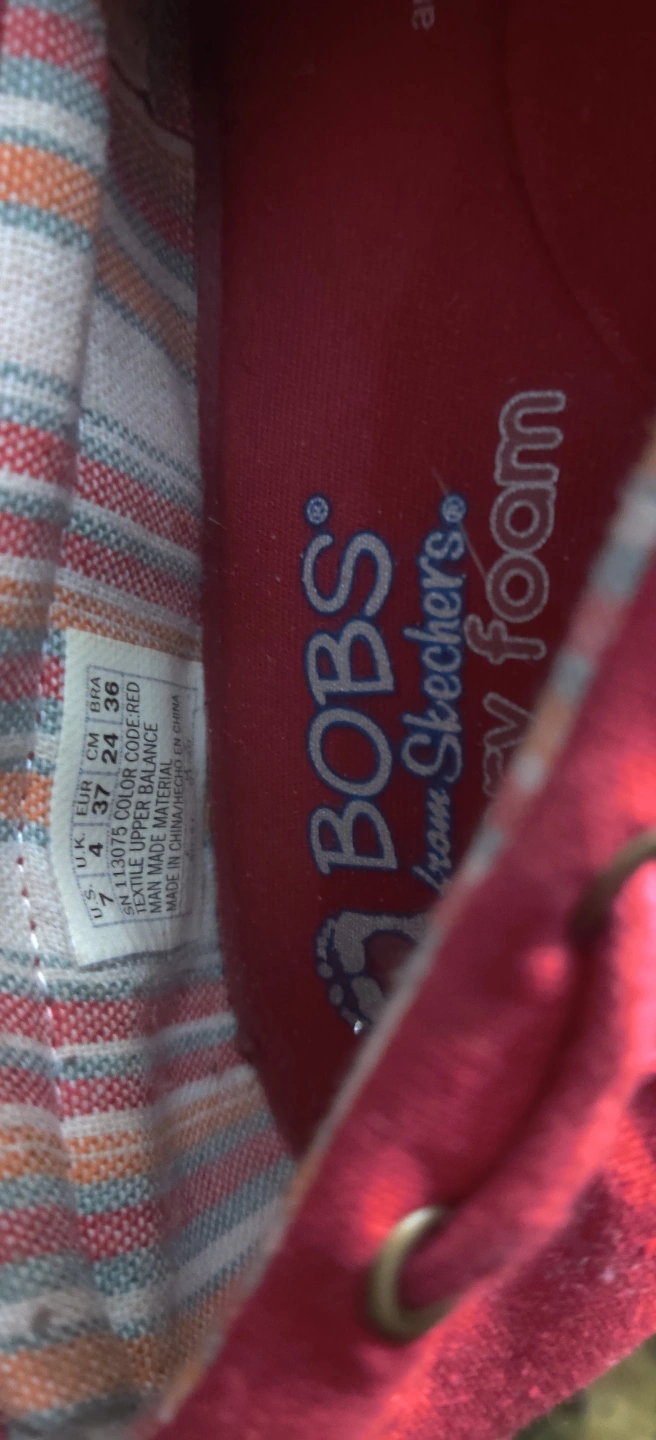 U.S. U.K. EUR CM BRA
7 4 37 24 36
SN 113075 COLOR CODE:RED
TEXTILE UPPER BALANCE
MAN MADE MATERIAL
MADE IN CHINA/HECHO EN CHINA
BOBS®
from Skechers®
ry foam